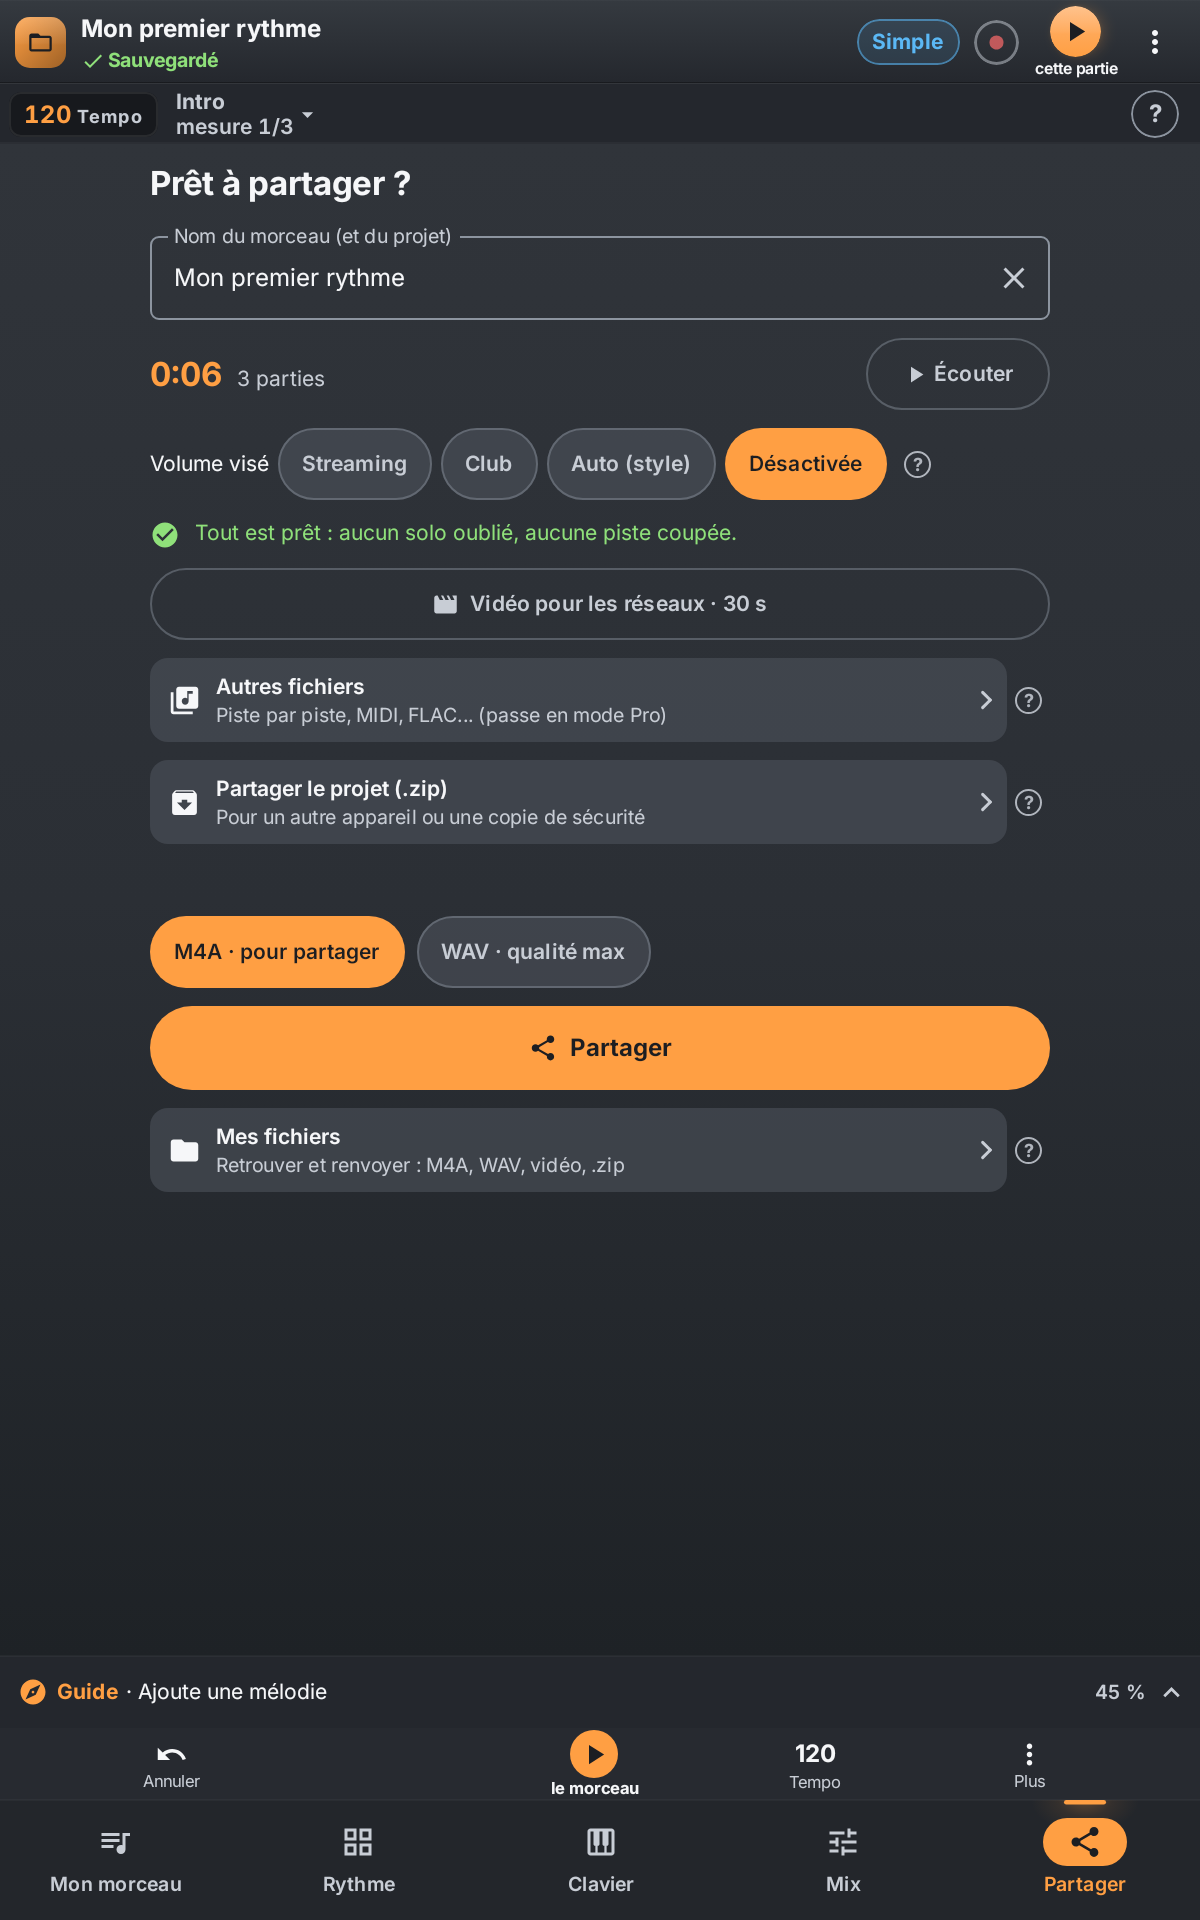 Mon premier rythme
Sauvegardé
Simple
cette partie
120 Tempo
Intro
mesure 1/3
?
Prêt à partager ?
Nom du morceau (et du projet)
Mon premier rythme
0:06 3 parties
Écouter
Volume visé
Streaming
Club
Auto (style)
Désactivée
?
Tout est prêt : aucun solo oublié, aucune piste coupée.
Vidéo pour les réseaux · 30 s
Autres fichiers
Piste par piste, MIDI, FLAC... (passe en mode Pro)
?
Partager le projet (.zip)
Pour un autre appareil ou une copie de sécurité
?
M4A · pour partager
WAV · qualité max
Partager
Mes fichiers
Retrouver et renvoyer : M4A, WAV, vidéo, .zip
?
Guide · Ajoute une mélodie
45 %
Annuler
le morceau
120
Tempo
Plus
Mon morceau
Rythme
Clavier
Mix
Partager